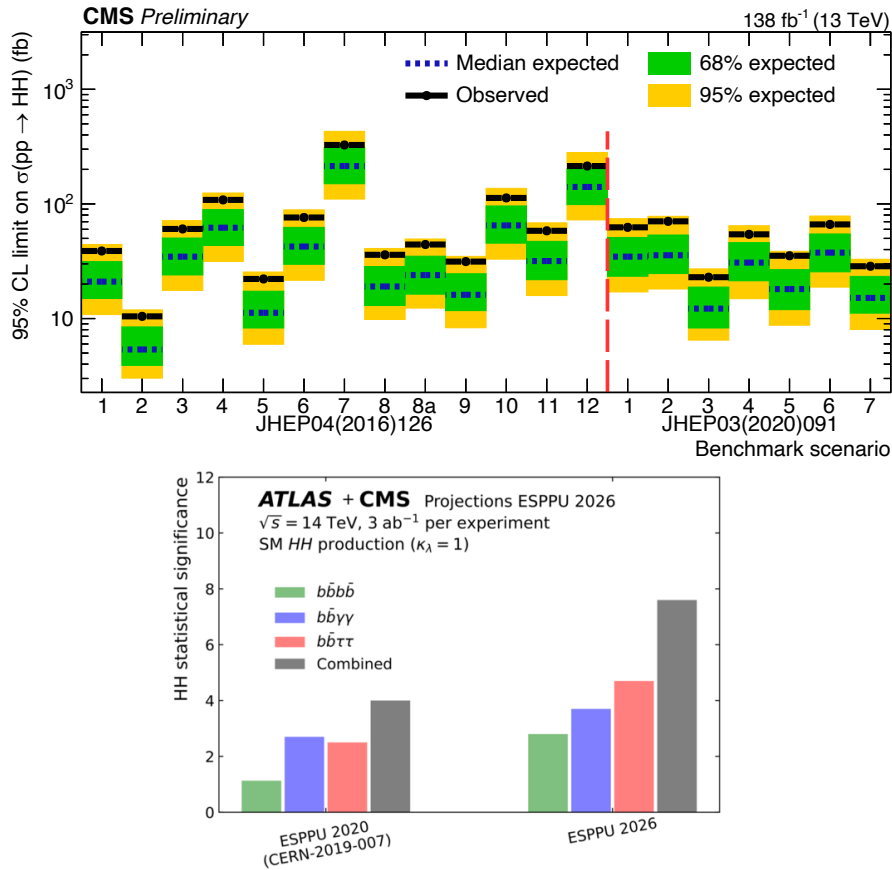 CMS Preliminary
138 fb⁻¹ (13 TeV)
95% CL limit on σ(pp → HH) (fb)
10³
10²
10
Median expected
68% expected
Observed
95% expected
1 2 3 4 5 6 7 8 8a 9 10 11 12 1 2 3 4 5 6 7
JHEP04(2016)126
JHEP03(2020)091
Benchmark scenario
HH statistical significance
12
10
8
6
4
2
0
ATLAS + CMS Projections ESPPU 2026
√s = 14 TeV, 3 ab⁻¹ per experiment
SM HH production (κ_λ = 1)
bb̄bb̄
bb̄γγ
bb̄ττ
Combined
ESPPU 2020
(CERN-2019-007)
ESPPU 2026